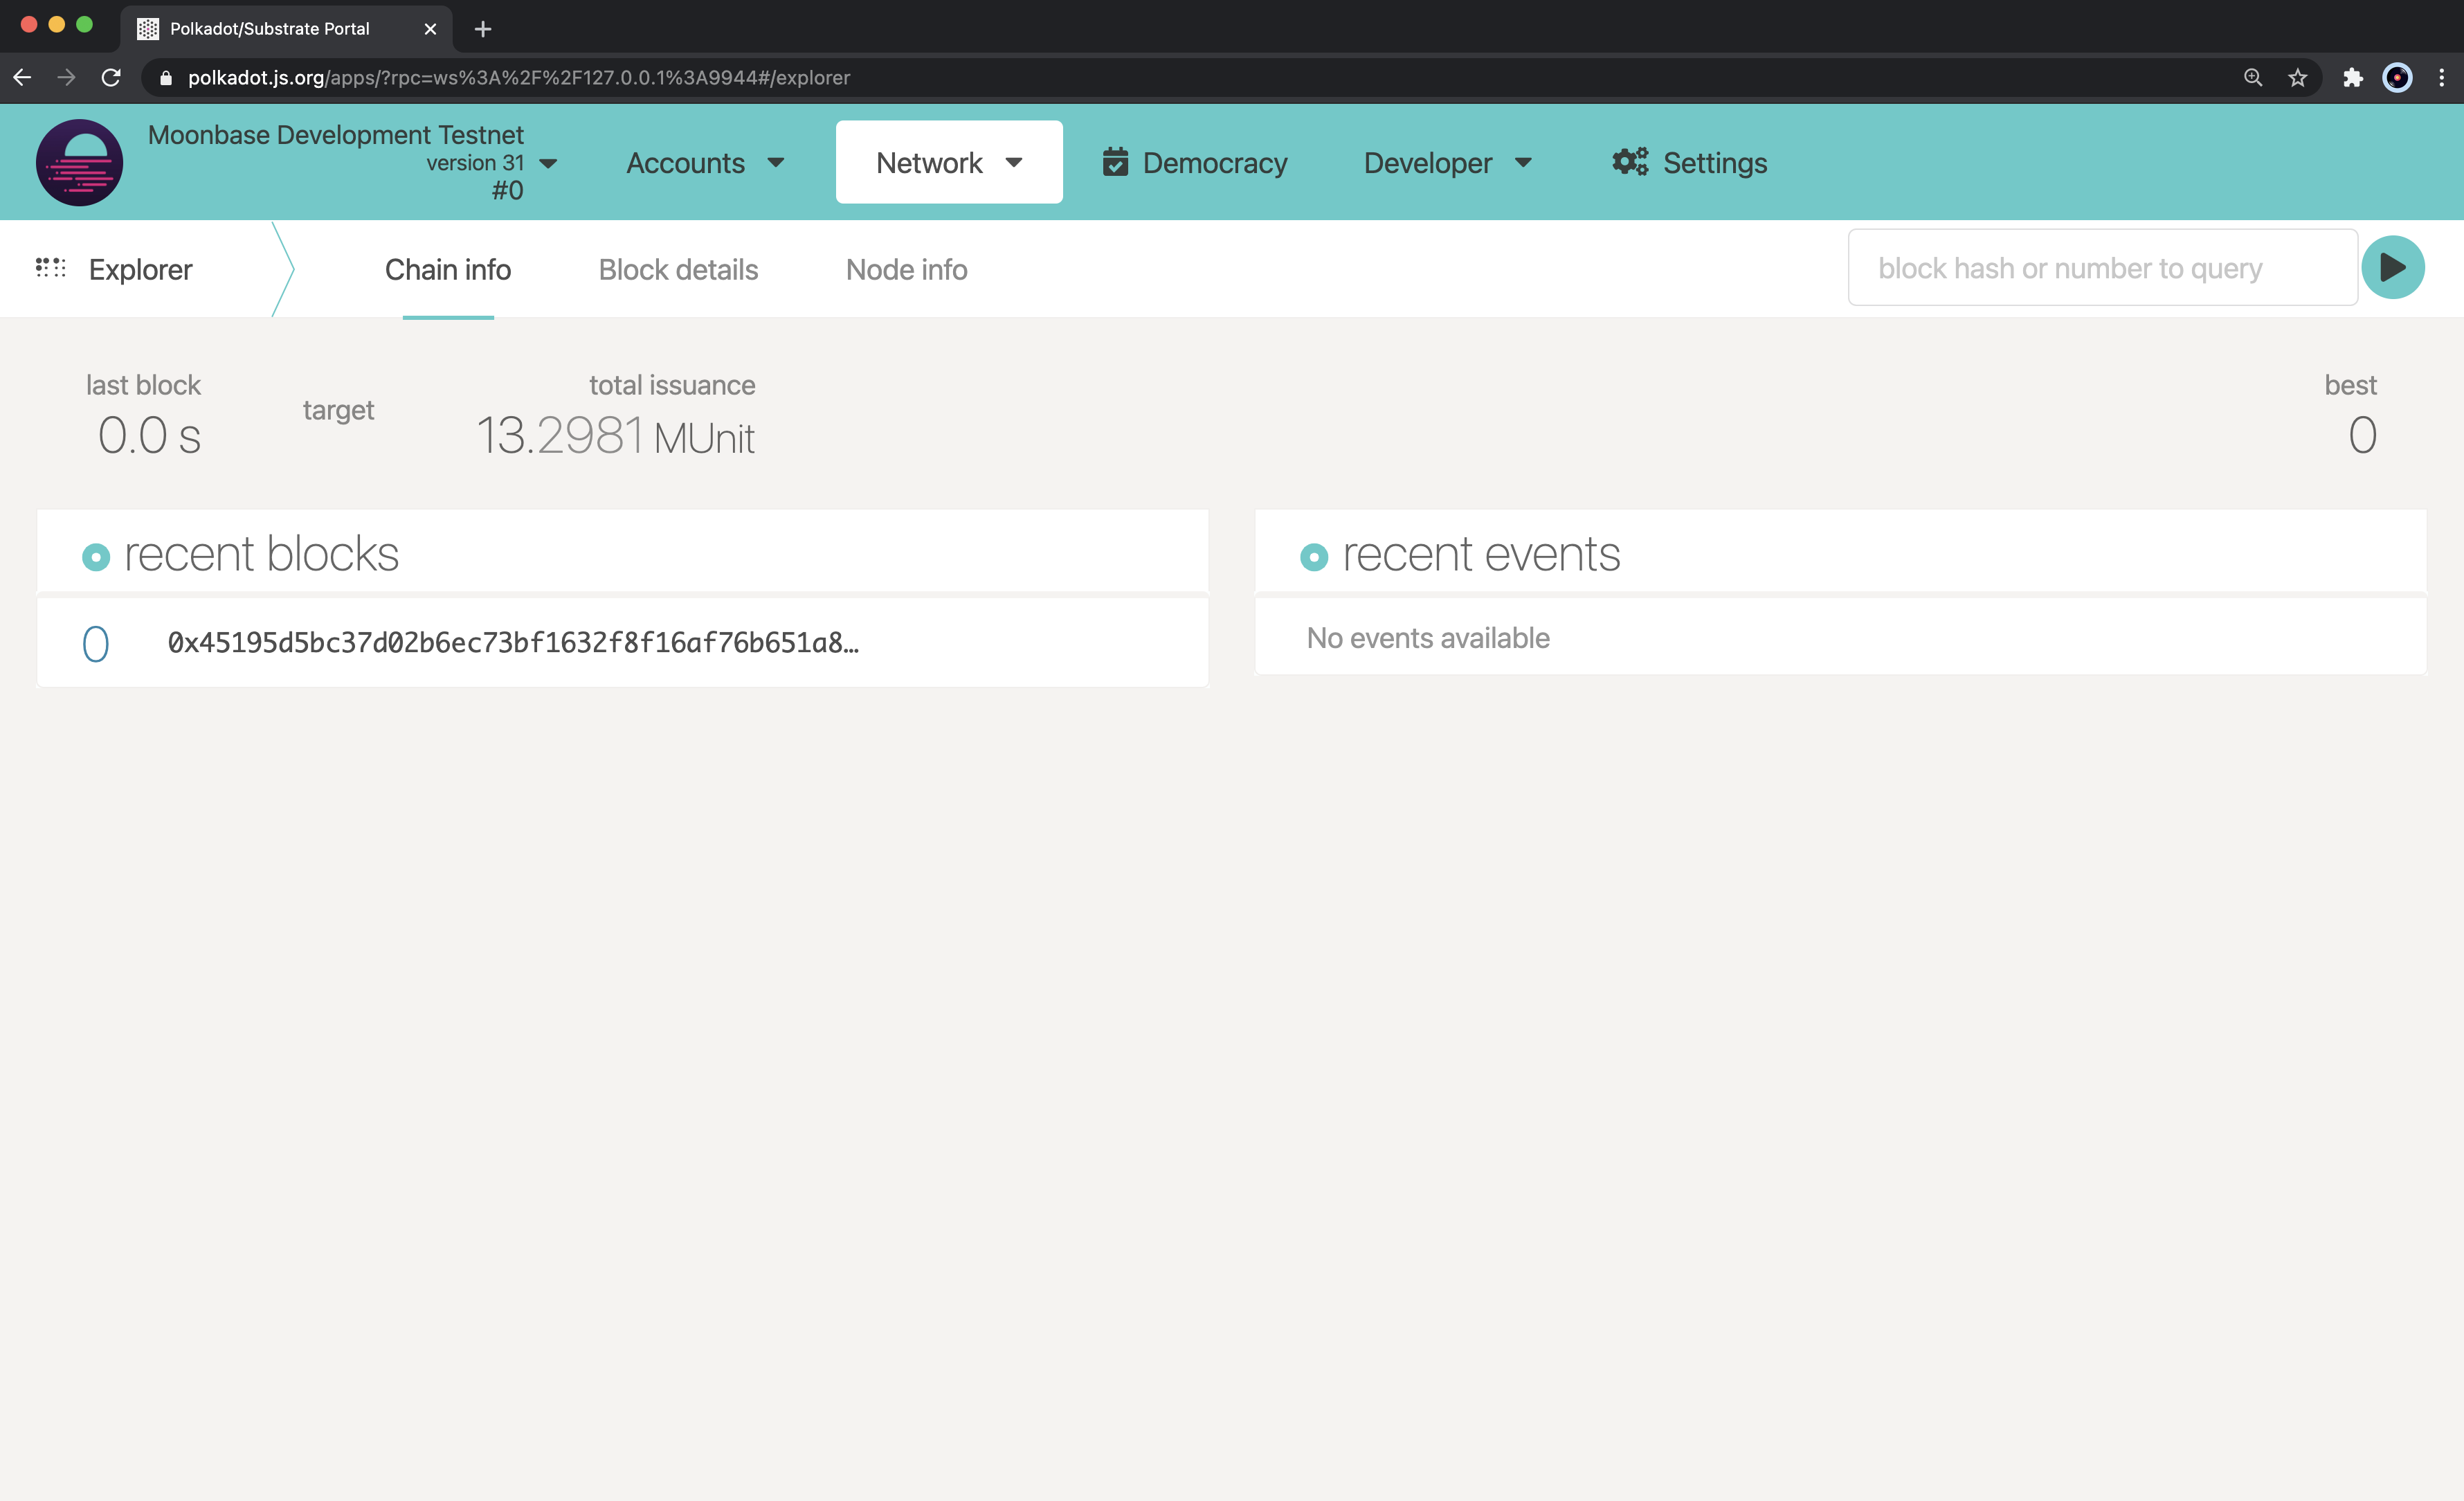 Polkadot/Substrate Portal
polkadot.js.org/apps/?rpc=ws%3A%2F%2F127.0.0.1%3A9944#/explorer
Moonbase Development Testnet
version 31
#0
Accounts
Network
Democracy
Developer
Settings
Explorer
Chain info
Block details
Node info
block hash or number to query
last block
0.0 s
target
total issuance
13.2981 MUnit
best
0
recent blocks
0 0x45195d5bc37d02b6ec73bf1632f8f16af76b651a8…
recent events
No events available